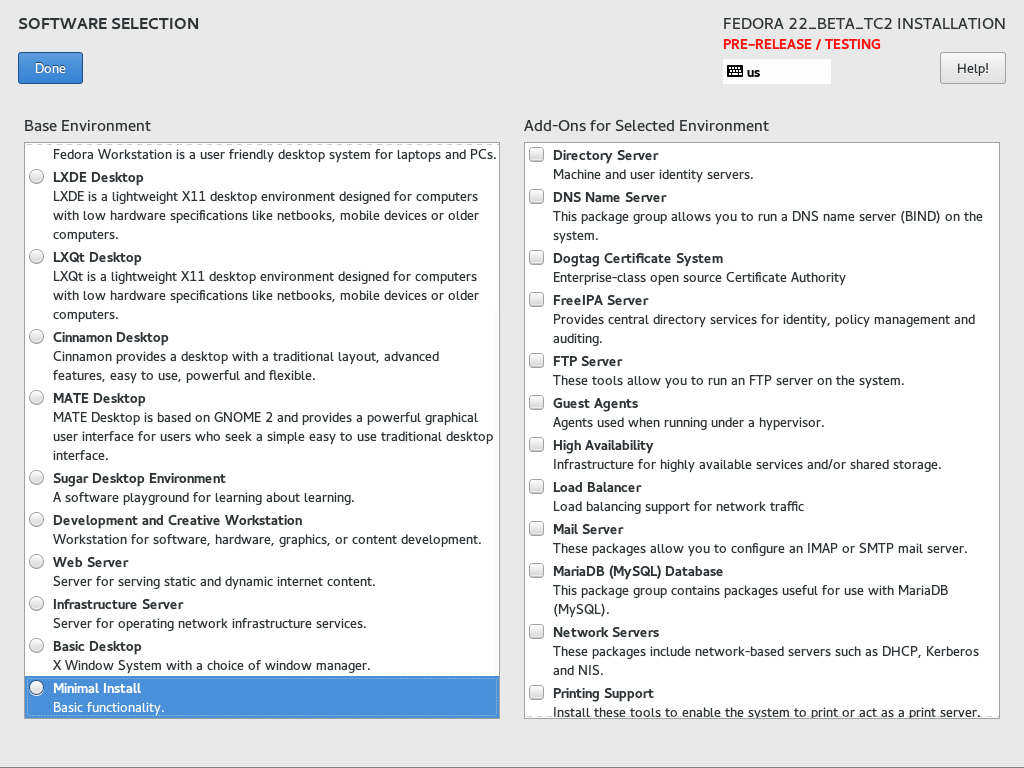 SOFTWARE SELECTION
FEDORA 22_BETA_TC2 INSTALLATION
PRE-RELEASE / TESTING
Done
us
Help!
Base Environment
Fedora Workstation is a user friendly desktop system for laptops and PCs.
LXDE Desktop
LXDE is a lightweight X11 desktop environment designed for computers
with low hardware specifications like netbooks, mobile devices or older
computers.
LXQt Desktop
LXQt is a lightweight X11 desktop environment designed for computers
with low hardware specifications like netbooks, mobile devices or older
computers.
Cinnamon Desktop
Cinnamon provides a desktop with a traditional layout, advanced
features, easy to use, powerful and flexible.
MATE Desktop
MATE Desktop is based on GNOME 2 and provides a powerful graphical
user interface for users who seek a simple easy to use traditional desktop
interface.
Sugar Desktop Environment
A software playground for learning about learning.
Development and Creative Workstation
Workstation for software, hardware, graphics, or content development.
Web Server
Server for serving static and dynamic internet content.
Infrastructure Server
Server for operating network infrastructure services.
Basic Desktop
X Window System with a choice of window manager.
Minimal Install
Basic functionality.
Add-Ons for Selected Environment
Directory Server
Machine and user identity servers.
DNS Name Server
This package group allows you to run a DNS name server (BIND) on the
system.
Dogtag Certificate System
Enterprise-class open source Certificate Authority
FreeIPA Server
Provides central directory services for identity, policy management and
auditing.
FTP Server
These tools allow you to run an FTP server on the system.
Guest Agents
Agents used when running under a hypervisor.
High Availability
Infrastructure for highly available services and/or shared storage.
Load Balancer
Load balancing support for network traffic
Mail Server
These packages allow you to configure an IMAP or SMTP mail server.
MariaDB (MySQL) Database
This package group contains packages useful for use with MariaDB
(MySQL).
Network Servers
These packages include network-based servers such as DHCP, Kerberos
and NIS.
Printing Support
Install these tools to enable the system to print or act as a print server.